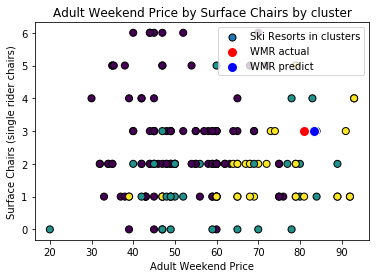 Adult Weekend Price by Surface Chairs by cluster
Ski Resorts in clusters
WMR actual
WMR predict
Surface Chairs (single rider chairs)
6
5
4
3
2
1
0
20
30
40
50
60
70
80
90
Adult Weekend Price